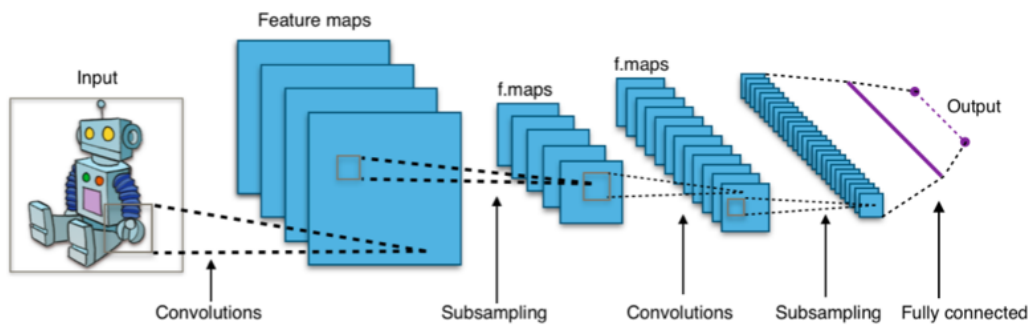 Feature maps
Input
f.maps
f.maps
Output
Convolutions
Subsampling
Convolutions
Subsampling
Fully connected